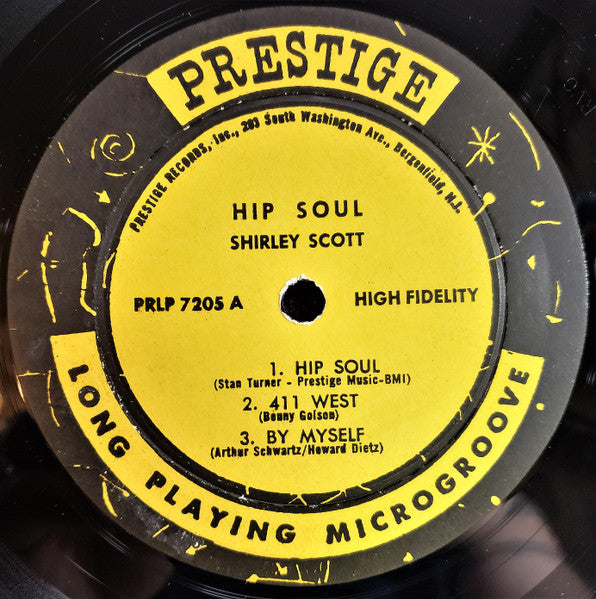 PRESTIGE
PRESTIGE RECORDS, Inc., 203 South Washington Ave., Bergenfield, N.J.
HIP SOUL
SHIRLEY SCOTT
PRLP 7205 A
HIGH FIDELITY
1. HIP SOUL
(Stan Turner - Prestige Music-BMI)
2. 411 WEST
(Benny Golson)
3. BY MYSELF
(Arthur Schwartz/Howard Dietz)
LONG PLAYING MICROGROOVE